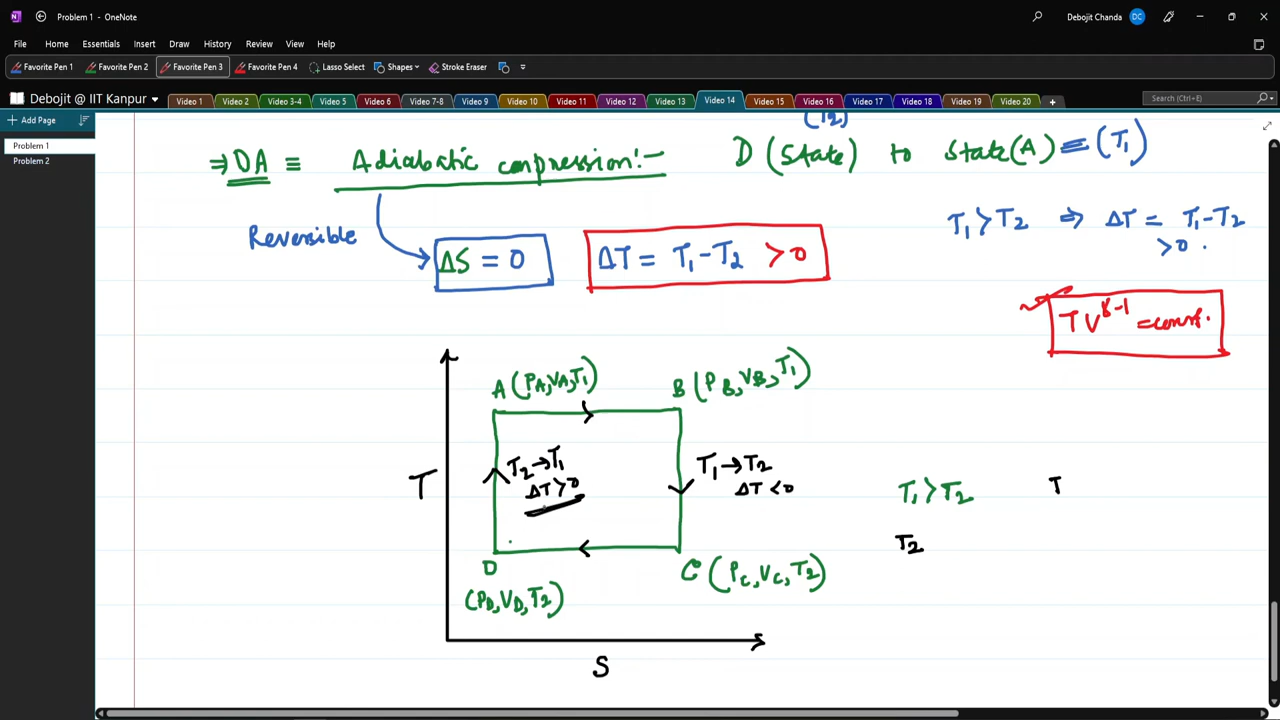 Problem 1 - OneNote
Debojit Chanda DC
File Home Essentials Insert Draw History Review View Help
Favorite Pen 1 Favorite Pen 2 Favorite Pen 3 Favorite Pen 4 Lasso Select Shapes Stroke Eraser
Debojit @ IIT Kanpur Video 1 Video 2 Video 3-4 Video 5 Video 6 Video 7-8 Video 9 Video 10 Video 11 Video 12 Video 13 Video 14 Video 15 Video 16 Video 17 Video 18 Video 19 Video 20 Search (Ctrl+E)
Add Page
Problem 1
Problem 2
(T2)
⇒ DA ≡ Adiabatic compression:- D (State) to State(A) ≡ (T1)
Reversible
T1 > T2 ⇒ ΔT = T1-T2
> 0.
ΔS = 0
ΔT = T1-T2 > 0
TV^γ-1 = const.
A (PA,VA,T1) B (PB,VB,T1)
T T2→T1 T1→T2
ΔT>0 ΔT<0
T1 > T2 T
T2
D C (PC,VC,T2)
(PD,VD,T2)
S